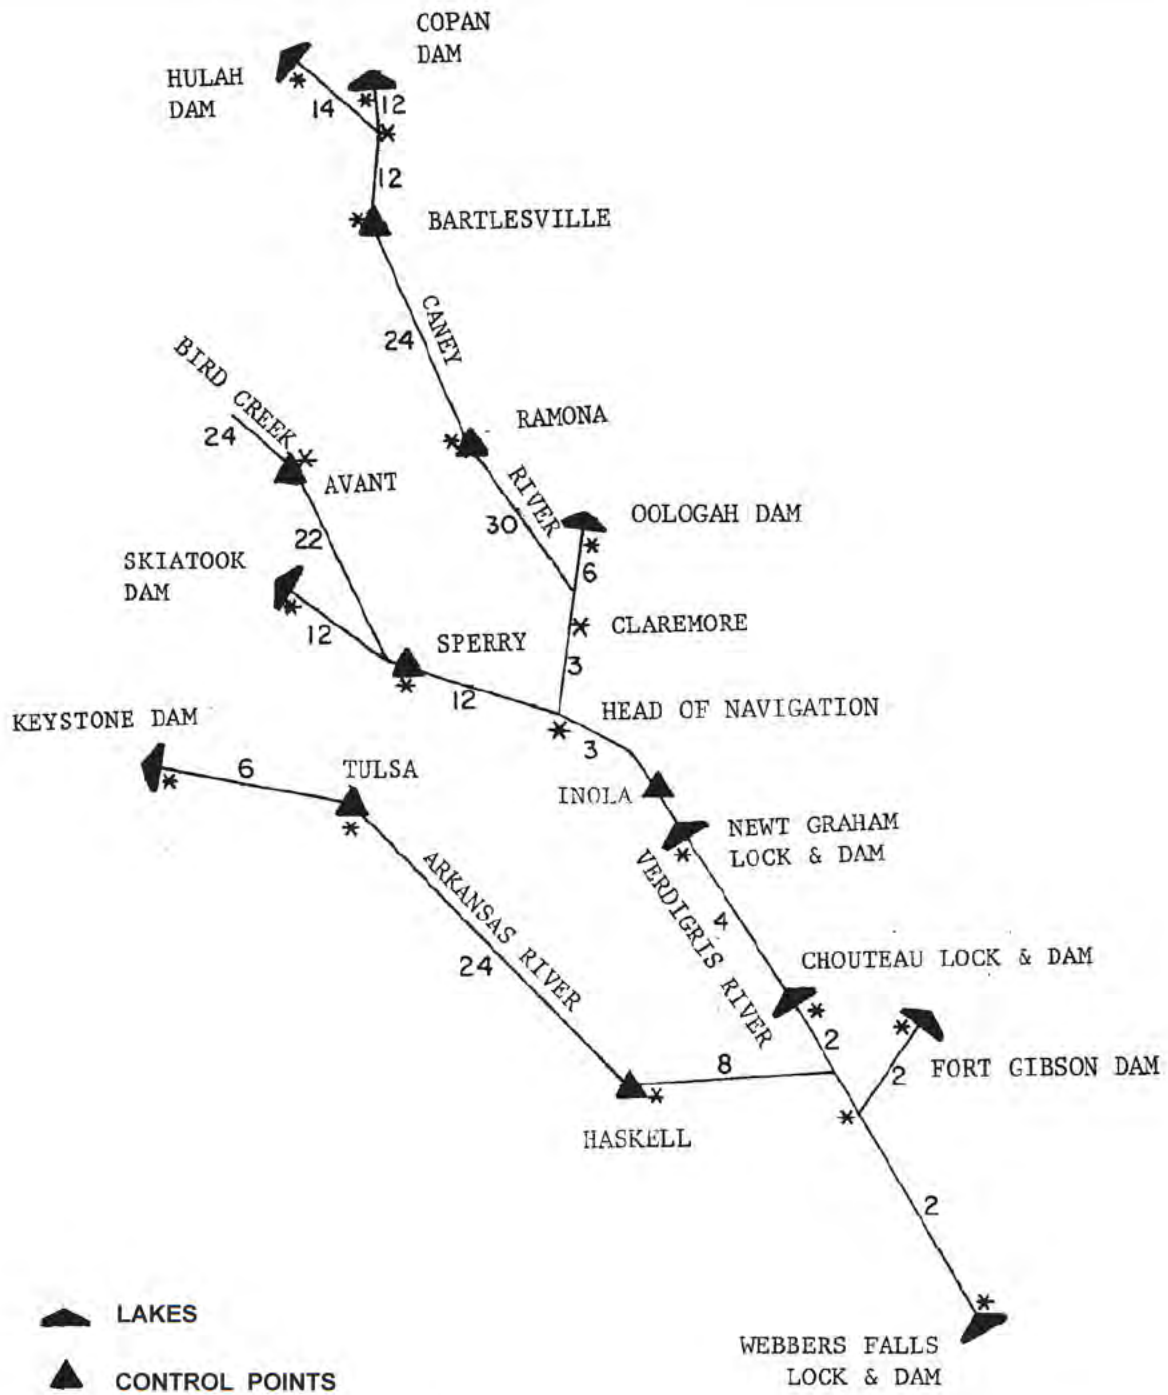 COPAN
DAM
HULAH
DAM
14
12
12
BARTLESVILLE
CANEY
24
BIRD CREEK
24
RAMONA
AVANT
RIVER
30
OOLOGAH DAM
22
6
SKIATOOK
DAM
12
CLAREMORE
SPERRY
3
12
HEAD OF NAVIGATION
KEYSTONE DAM
3
6
TULSA
INOLA
NEWT GRAHAM
LOCK & DAM
VERDIGRIS RIVER
ARKANSAS RIVER
4
24
CHOUTEAU LOCK & DAM
2
8
2
FORT GIBSON DAM
HASKELL
2
LAKES
WEBBERS FALLS
LOCK & DAM
CONTROL POINTS